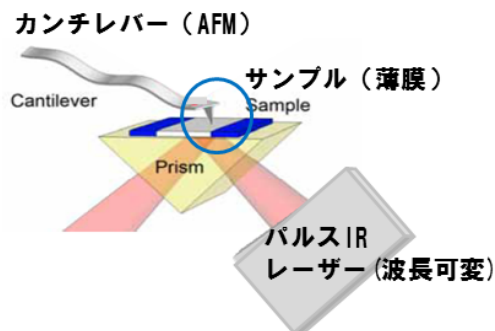 カンチレバー（AFM）
サンプル（薄膜）
Cantilever
Sample
Prism
パルスIR
レーザー(波長可変)